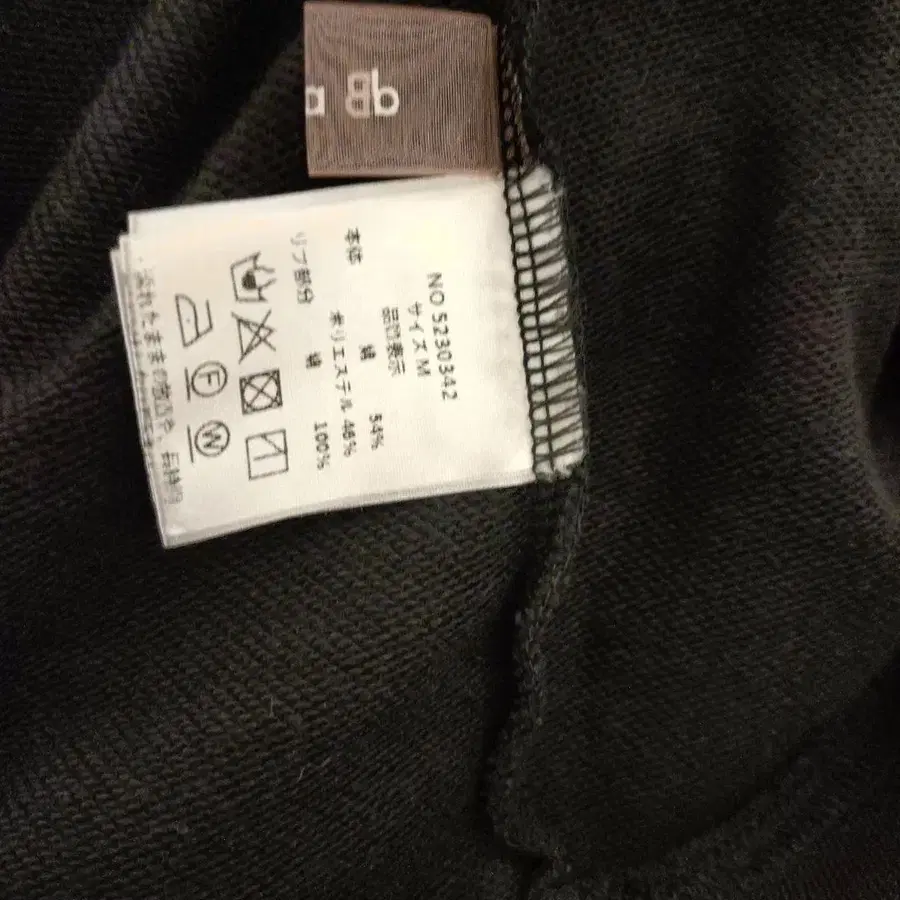 NO 5230342
サイズ M
品質表示
本体 綿 54%
ポリエステル 46%
リブ部分 綿 100%
F
W